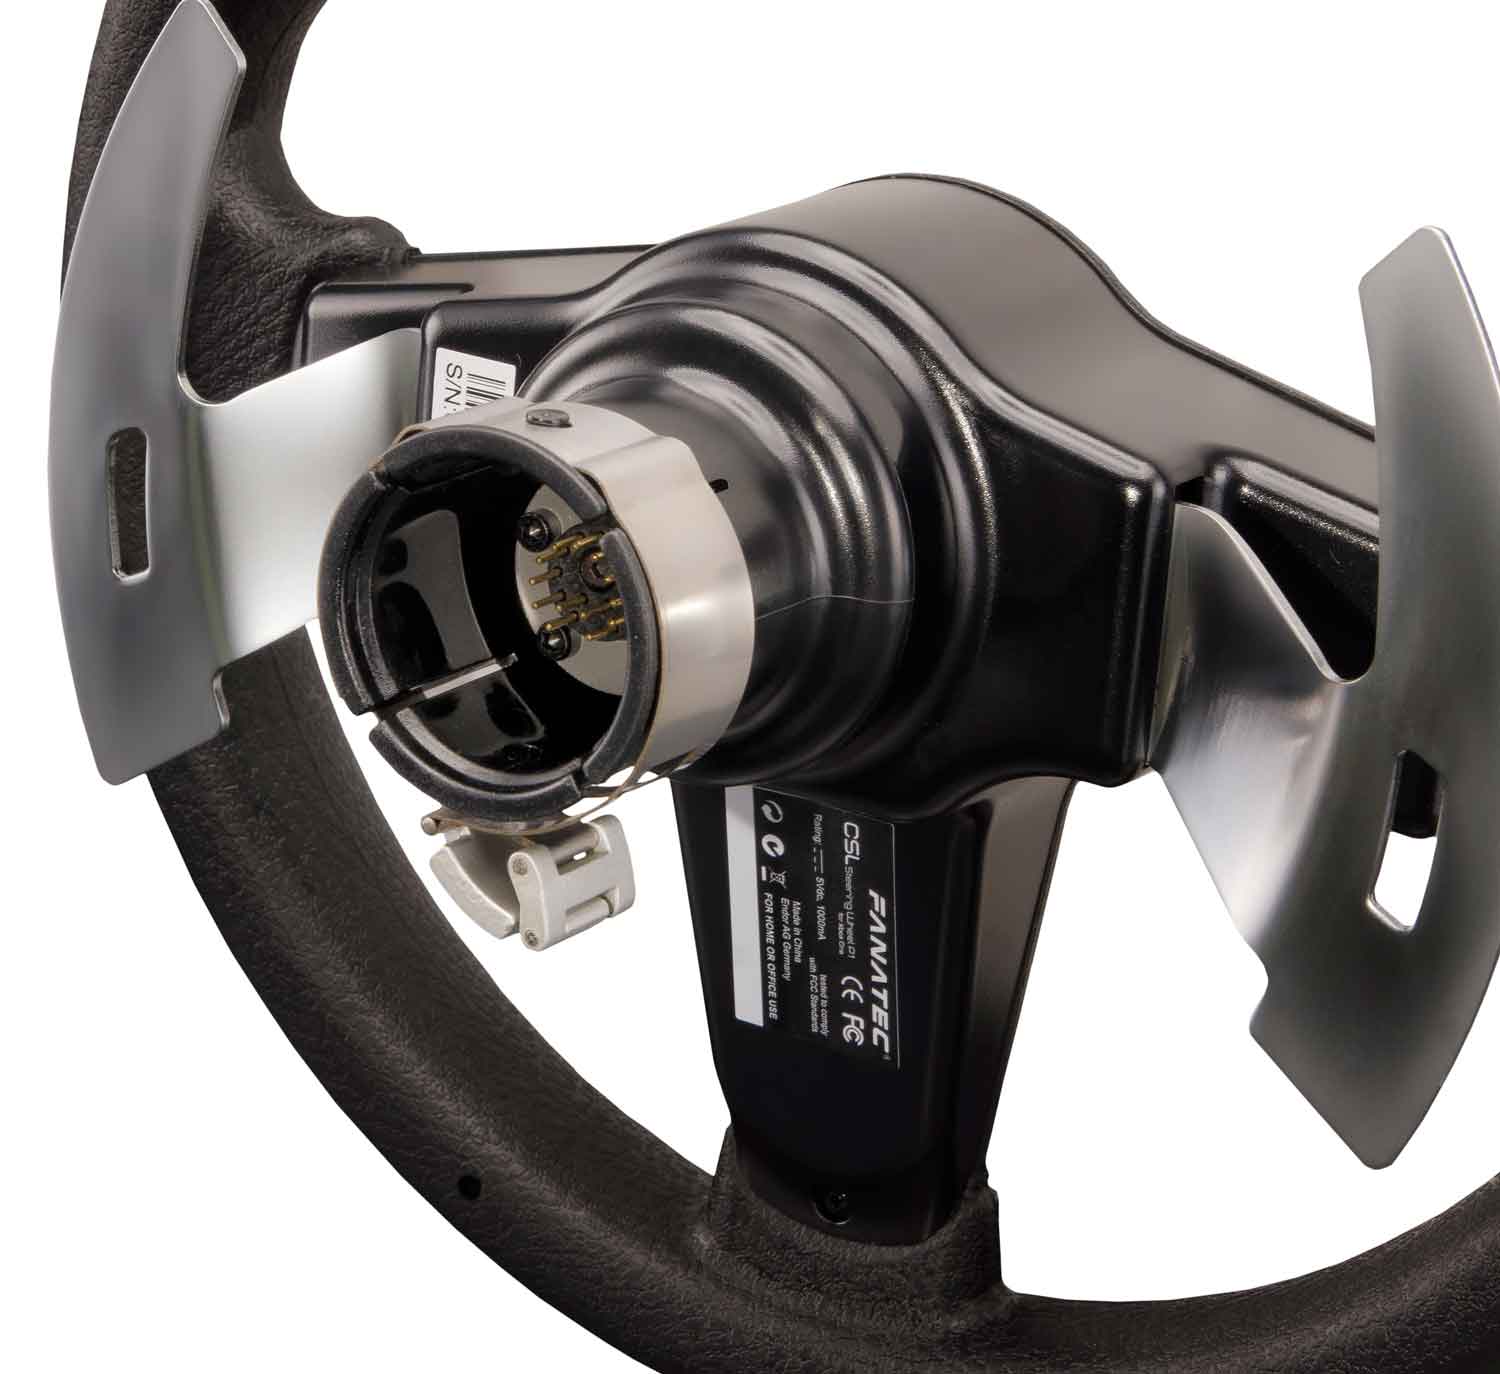 S/N:
FANATEC®
CSL Steering Wheel P1
for Xbox One
CE FC
Rating: 5Vdc, 1000mA
tested to comply
with FCC Standards
Made in China
Endor AG Germany
FOR HOME OR OFFICE USE